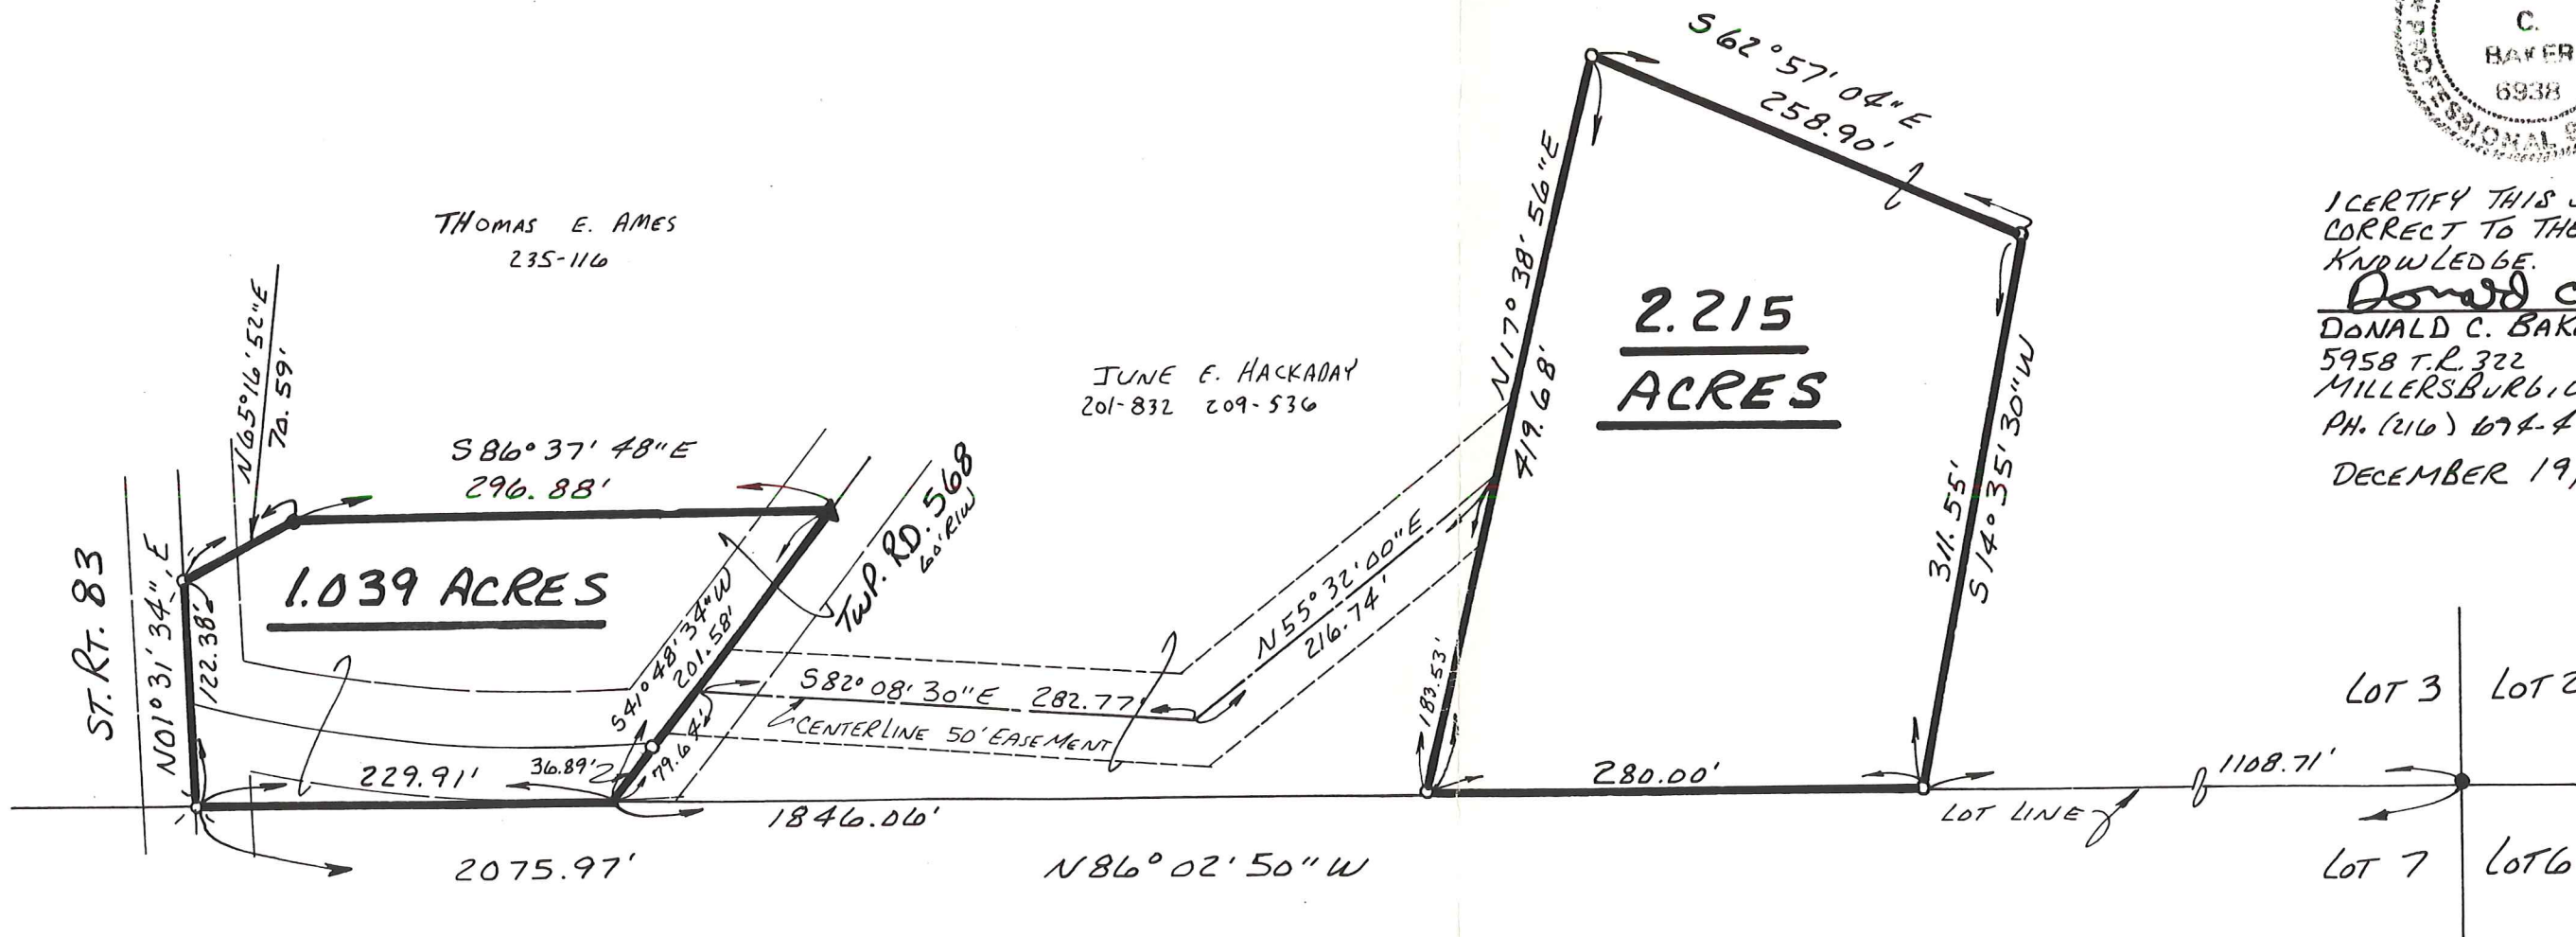 C.
BAKER
6938
PROFESSIONAL
I CERTIFY THIS
CORRECT TO THE
KNOWLEDGE.
Donald C
DONALD C. BAK
5958 T.R. 322
MILLERSBURG,
PH. (216) 694-4
DECEMBER 19,
THOMAS E. AMES
235-116
JUNE E. HACKADAY
201-832 209-536
S 62° 57' 04" E
258.90'
N 17° 38' 56" E
419.68'
2.215
ACRES
311.55'
S 14° 35' 30" W
N 65° 16' 52" E
70.59'
S 86° 37' 48" E
296.88'
ST. RT. 83
N 01° 31' 34" E
122.38'
1.039 ACRES
S 41° 48' 34" W
201.58'
TWP. RD. 568
60' R/W
N 55° 32' 00" E
216.74'
183.53'
S 82° 08' 30" E 282.77'
CENTERLINE 50' EASEMENT
79.64'
36.89'
229.91'
1846.06'
280.00'
1108.71'
LOT LINE
2075.97'
N 86° 02' 50" W
LOT 3
LOT 2
LOT 7
LOT 6